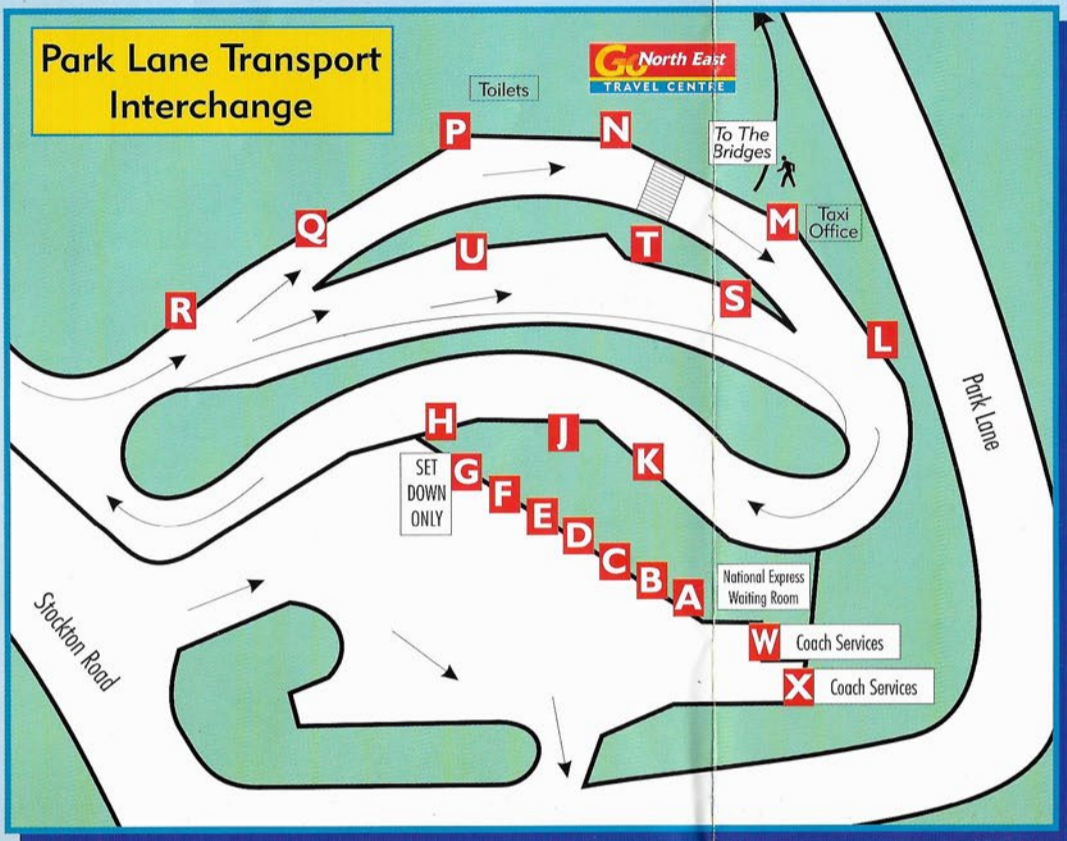 Park Lane Transport
Interchange
Toilets
Go North East
TRAVEL CENTRE
To The
Bridges
P
N
M
Taxi
Office
Q
U
T
S
R
L
Park Lane
H
J
K
SET
DOWN
ONLY
G
F
E
D
C
B
A
National Express
Waiting Room
W
Coach Services
X
Coach Services
Stockton Road